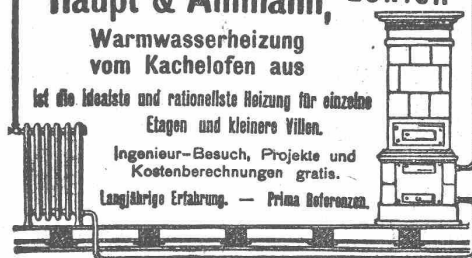 Haupt & Ammann,
Warmwasserheizung
vom Kachelofen aus
ist die idealste und rationellste Heizung für einzelne
Etagen und kleinere Villen.
Ingenieur-Besuch, Projekte und
Kostenberechnungen gratis.
Langjährige Erfahrung. — Prima Referenzen.